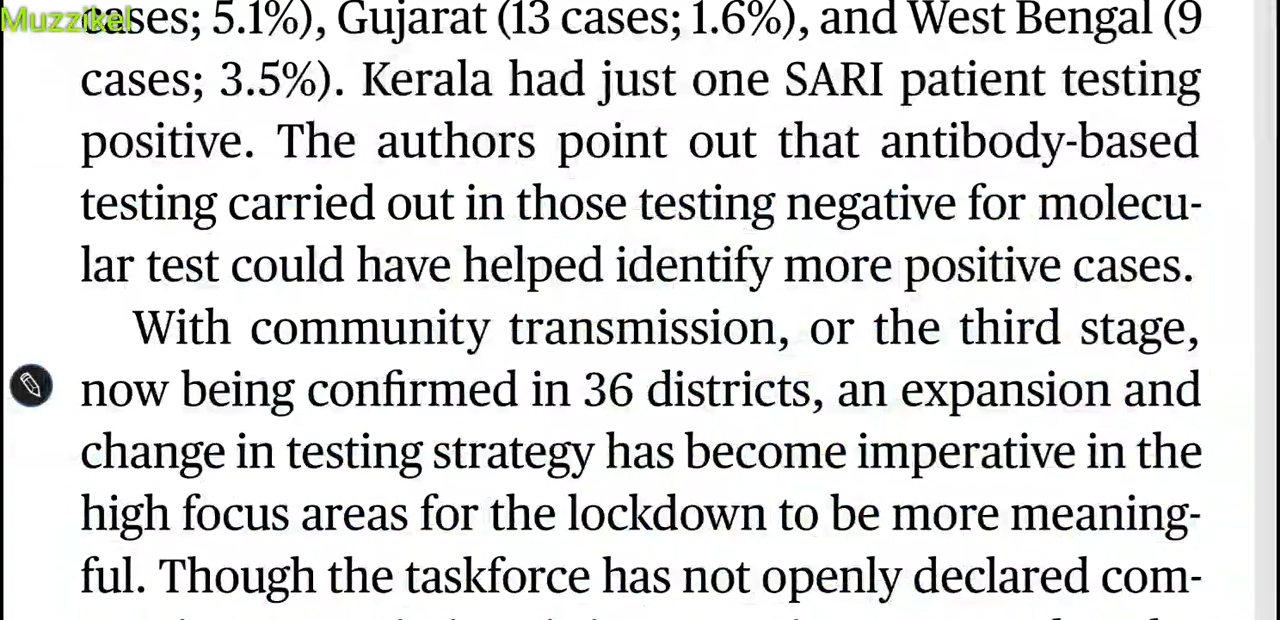 Muzzikel
cases; 5.1%), Gujarat (13 cases; 1.6%), and West Bengal (9
cases; 3.5%). Kerala had just one SARI patient testing
positive. The authors point out that antibody-based
testing carried out in those testing negative for molecu-
lar test could have helped identify more positive cases.
With community transmission, or the third stage,
now being confirmed in 36 districts, an expansion and
change in testing strategy has become imperative in the
high focus areas for the lockdown to be more meaning-
ful. Though the taskforce has not openly declared com-